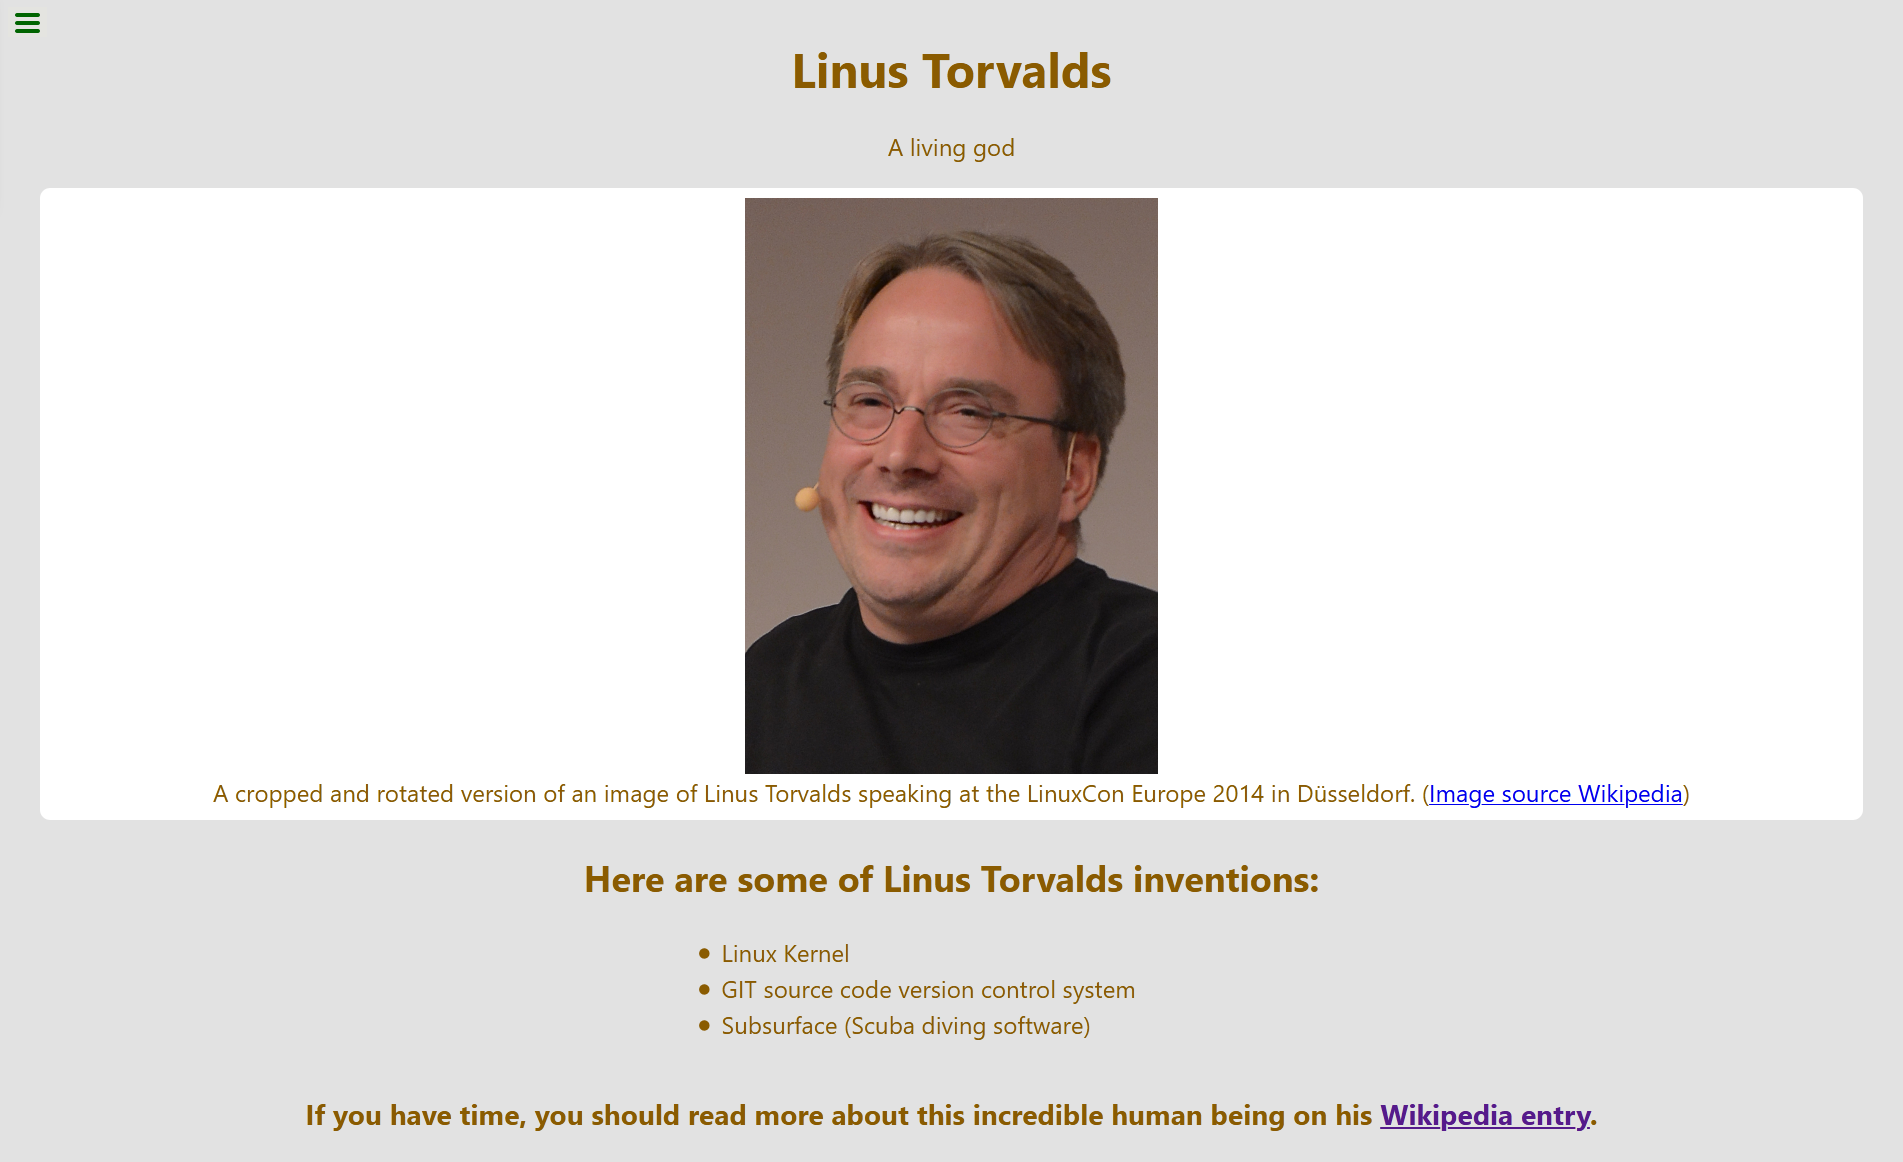 Linus Torvalds
A living god
A cropped and rotated version of an image of Linus Torvalds speaking at the LinuxCon Europe 2014 in Düsseldorf. (Image source Wikipedia)
Here are some of Linus Torvalds inventions:
• Linux Kernel
• GIT source code version control system
• Subsurface (Scuba diving software)
If you have time, you should read more about this incredible human being on his Wikipedia entry.